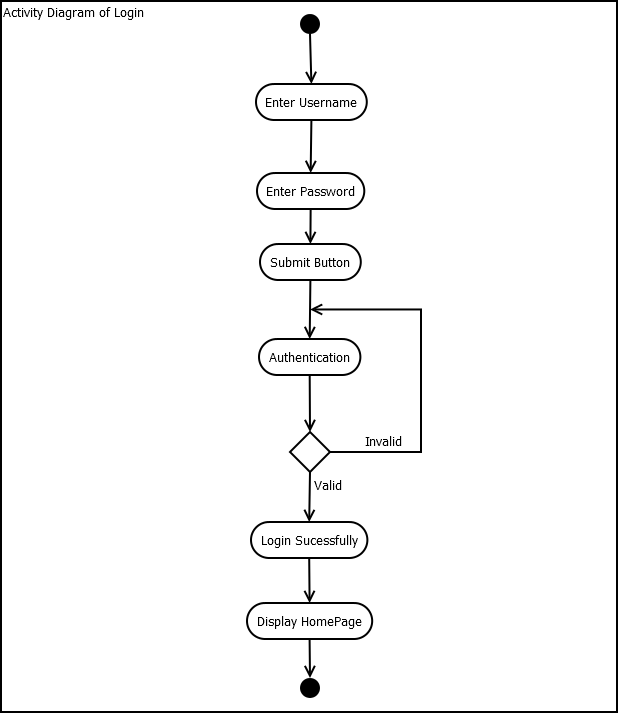 Activity Diagram of Login
Enter Username
Enter Password
Submit Button
Authentication
Invalid
Valid
Login Sucessfully
Display HomePage